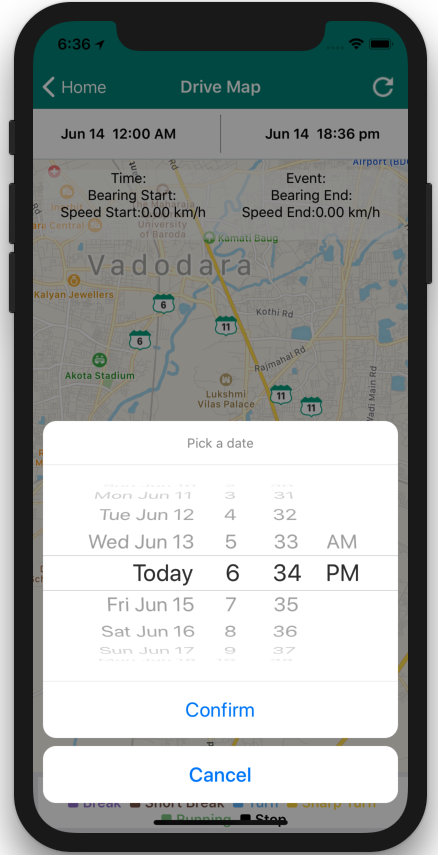 6:36
Home Drive Map
Jun 14 12:00 AM Jun 14 18:36 pm
Airport (BD
Time: Event:
Bearing Start: Bearing End:
Speed Start:0.00 km/h Speed End:0.00 km/h
University
of Baroda
Kamati Baug
Vadodara
Kalyan Jewellers
6
11
Kothi Rd
6
Rajmahal Rd
Akota Stadium
Lukshmi
Vilas Palace
11
11
Wadi Main Rd
Pick a date
Mon Jun 11 3 31
Tue Jun 12 4 32
Wed Jun 13 5 33 AM
Today 6 34 PM
Fri Jun 15 7 35
Sat Jun 16 8 36
Sun Jun 17 9 37
Confirm
Cancel
Break Short Break Turn Sharp Turn
Running Stop